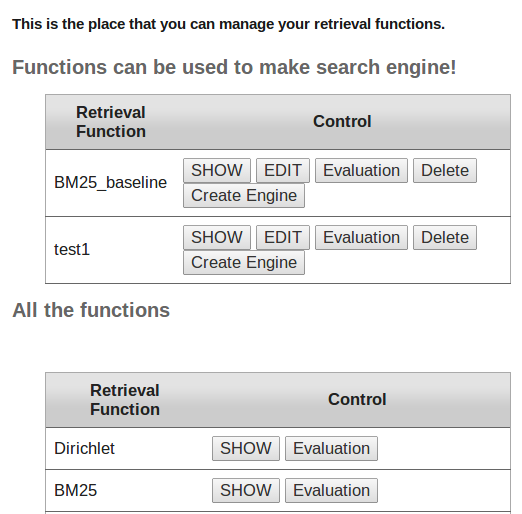 This is the place that you can manage your retrieval functions.
Functions can be used to make search engine!
Retrieval Function Control
BM25_baseline SHOW EDIT Evaluation Delete
Create Engine
test1 SHOW EDIT Evaluation Delete
Create Engine
All the functions
Retrieval Function Control
Dirichlet SHOW Evaluation
BM25 SHOW Evaluation